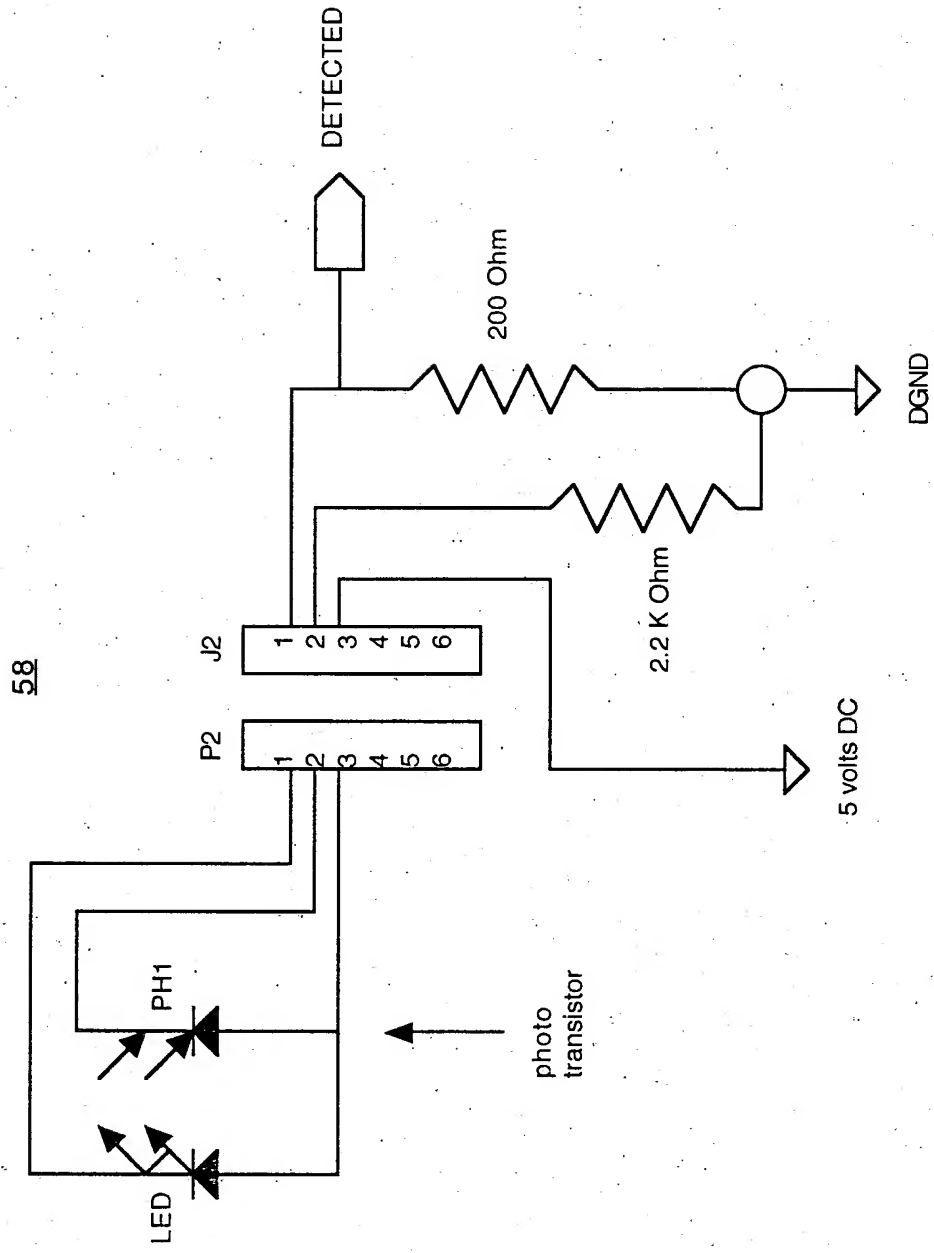 58
P2
J2
1
2
3
4
5
6
1
2
3
4
5
6
LED
PH1
photo
transistor
DETECTED
200 Ohm
2.2 K Ohm
5 volts DC
DGND